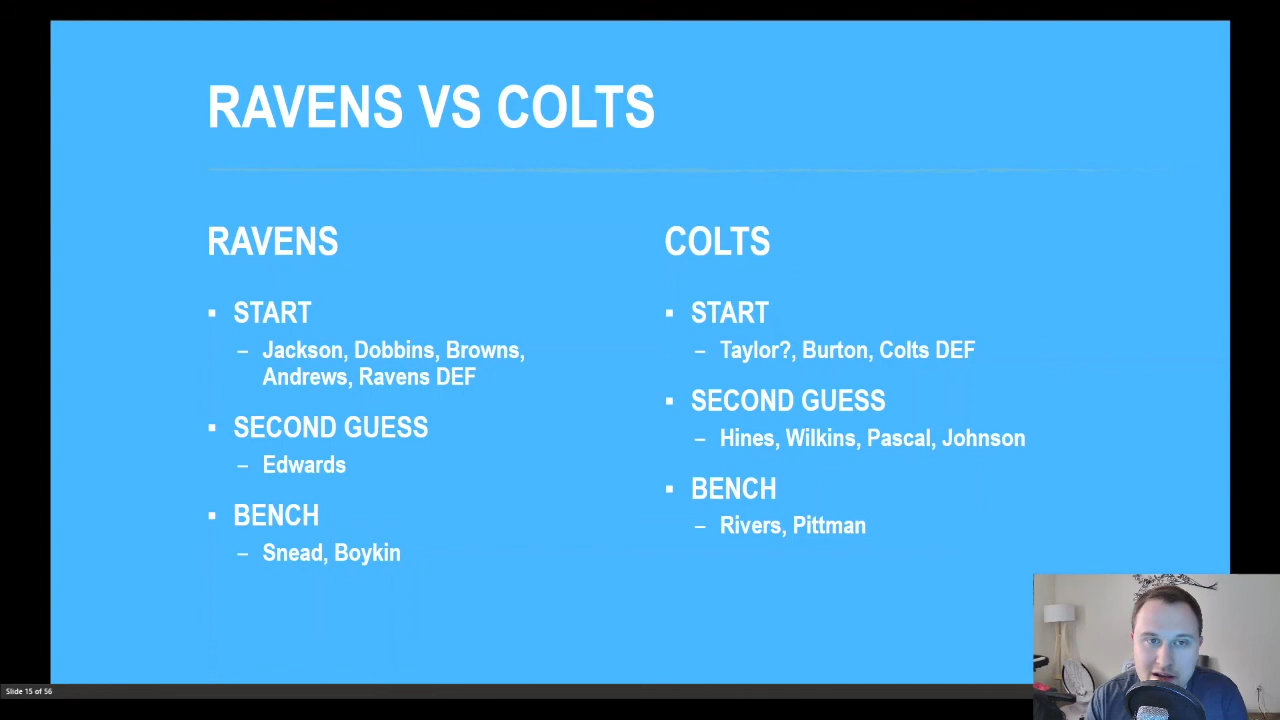 RAVENS VS COLTS
RAVENS
▪ START
– Jackson, Dobbins, Browns,
Andrews, Ravens DEF
▪ SECOND GUESS
– Edwards
▪ BENCH
– Snead, Boykin
COLTS
▪ START
– Taylor?, Burton, Colts DEF
▪ SECOND GUESS
– Hines, Wilkins, Pascal, Johnson
▪ BENCH
– Rivers, Pittman
Slide 15 of 56